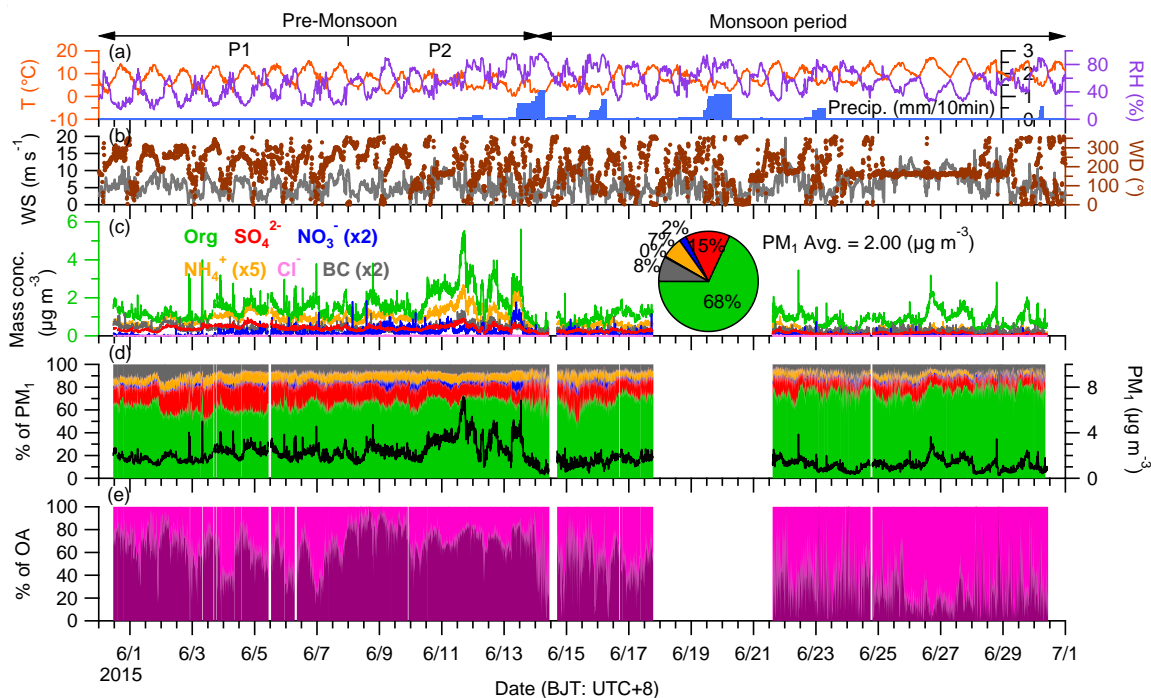 Pre-Monsoon Monsoon period
P1 P2
(a)
T (°C)
20
10
0
-10
3
2
1
0
Precip. (mm/10min)
80
40
0
RH (%)
(b)
WS (m s⁻¹)
20
15
10
5
0
300
200
100
0
WD (°)
(c)
Mass conc.
(µg m⁻³)
6
4
2
0
Org SO₄²⁻ NO₃⁻ (x2)
NH₄⁺ (x5) Cl⁻ BC (x2)
2%
7%
0%
8%
15%
68%
PM₁ Avg. = 2.00 (µg m⁻³)
(d)
% of PM₁
100
80
60
40
20
0
8
4
0
PM₁ (µg m⁻³)
(e)
% of OA
100
80
60
40
20
0
6/1 6/3 6/5 6/7 6/9 6/11 6/13 6/15 6/17 6/19 6/21 6/23 6/25 6/27 6/29 7/1
2015
Date (BJT: UTC+8)